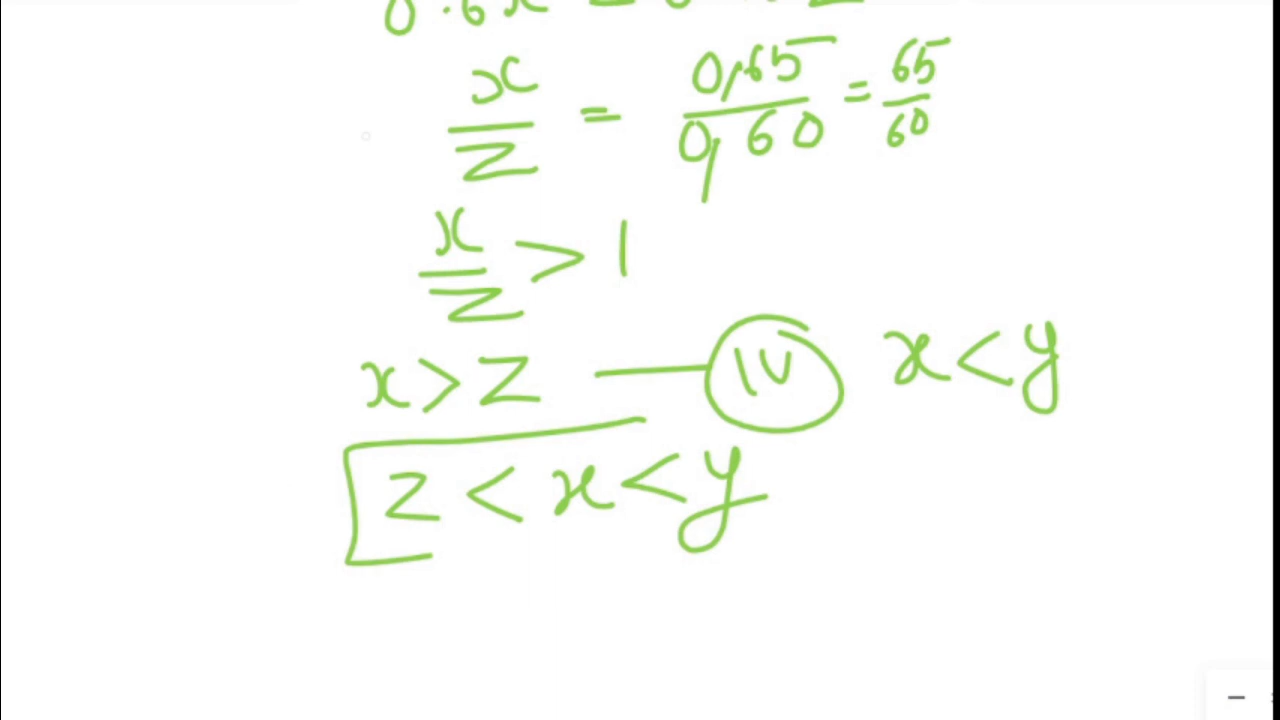 x/z = 0.65/0.60 = 65/60
x/z > 1
x > z — IV x < y
z < x < y